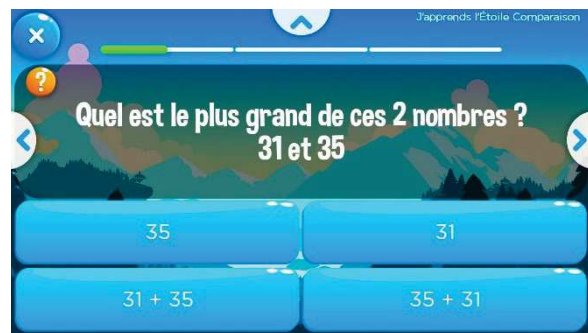 J'apprends l'Étoile Comparaison
?
Quel est le plus grand de ces 2 nombres ?
31 et 35
35
31
31 + 35
35 + 31